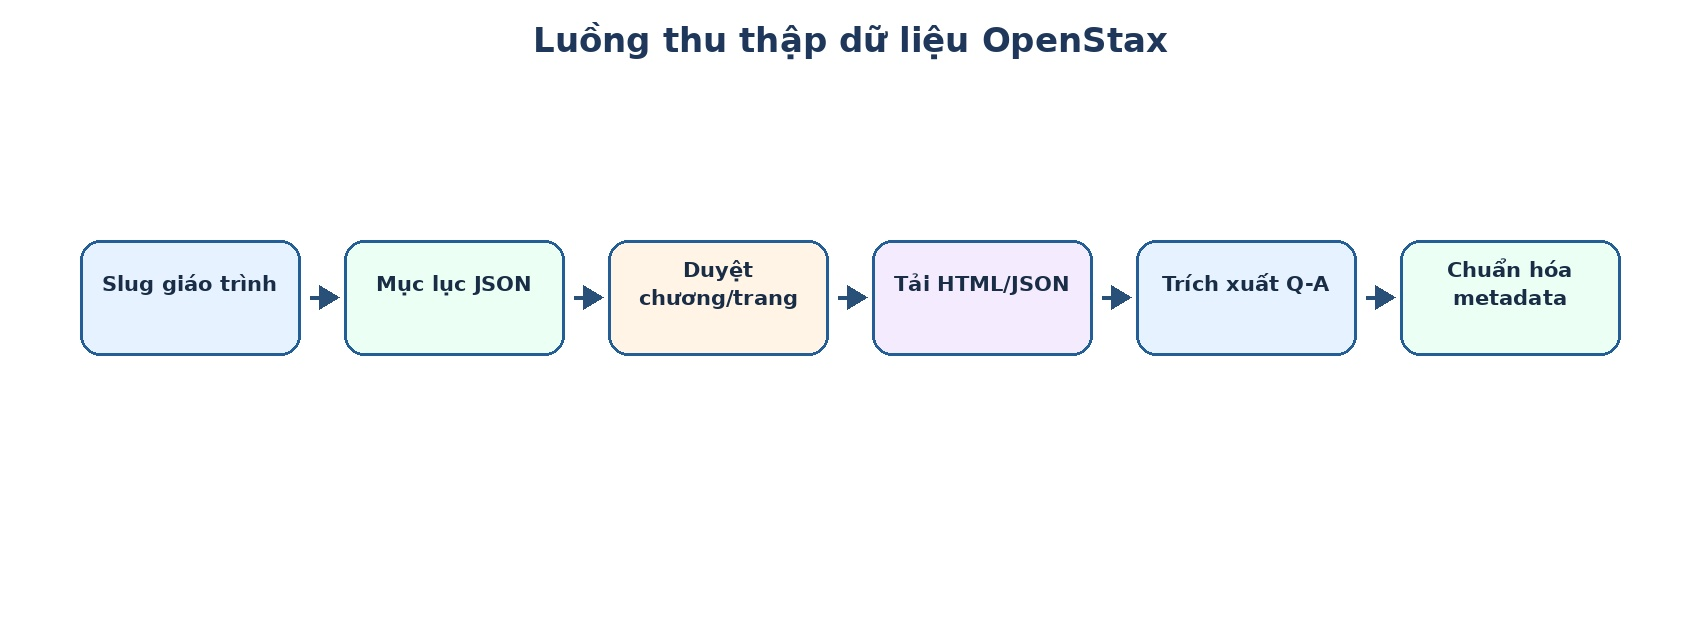 Luồng thu thập dữ liệu OpenStax
Slug giáo trình
Mục lục JSON
Duyệt
chương/trang
Tải HTML/JSON
Trích xuất Q-A
Chuẩn hóa
metadata